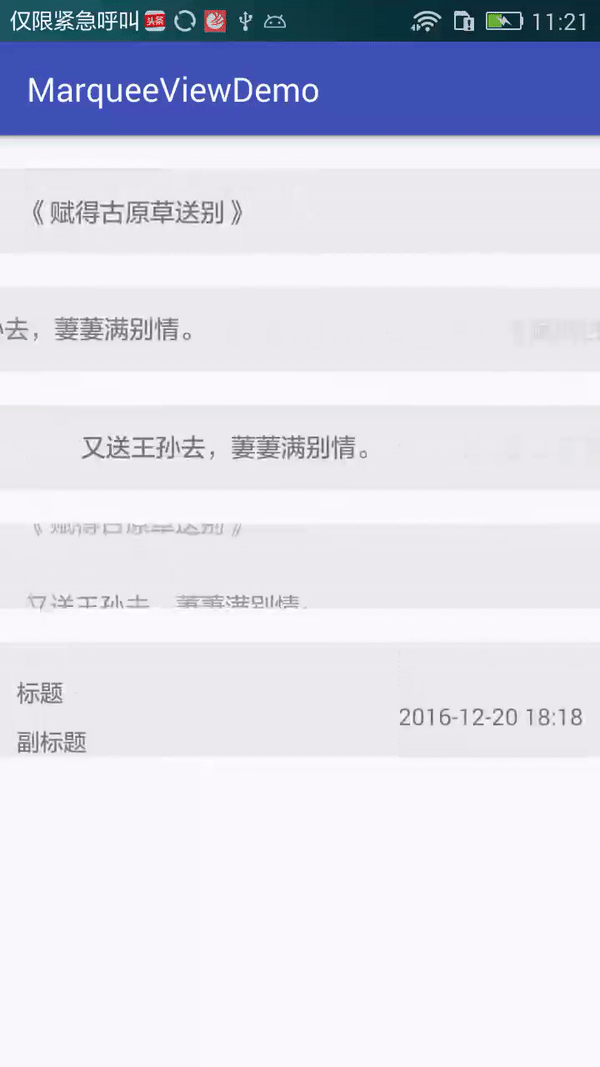 仅限紧急呼叫 头条 11:21
MarqueeViewDemo
《赋得古原草送别》
孙去，萋萋满别情。
又送王孙去，萋萋满别情。
《赋得古原草送别》
又送王孙去，萋萋满别情。
标题
2016-12-20 18:18
副标题